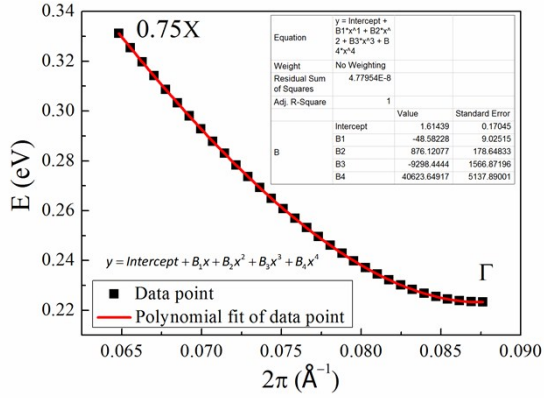 0.34
0.32
0.30
0.28
0.26
0.24
0.22
E (eV)
0.75X
Equation
y = Intercept +
B1*x^1 + B2*x^
2 + B3*x^3 + B
4*x^4
Weight No Weighting
Residual Sum
of Squares
4.77954E-8
Adj. R-Square 1
Value Standard Error
B
Intercept 1.61439 0.17045
B1 -48.58228 9.02515
B2 876.12077 178.64833
B3 -9298.4444 1566.87196
B4 40623.64917 5137.89001
y = Intercept + B₁x + B₂x² + B₃x³ + B₄x⁴
Γ
Data point
Polynomial fit of data point
0.065 0.070 0.075 0.080 0.085 0.090
2π (Å⁻¹)